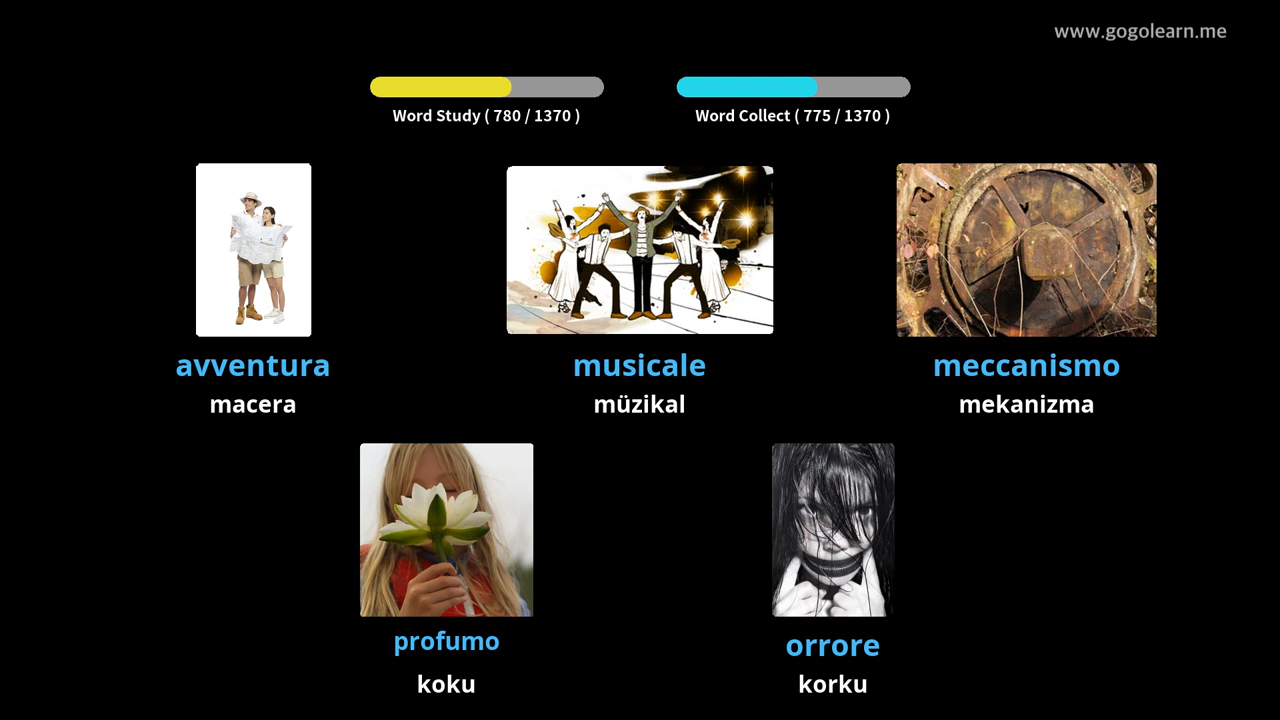 www.gogolearn.me
Word Study ( 780 / 1370 )
Word Collect ( 775 / 1370 )
avventura
macera
musicale
müzikal
meccanismo
mekanizma
profumo
koku
orrore
korku